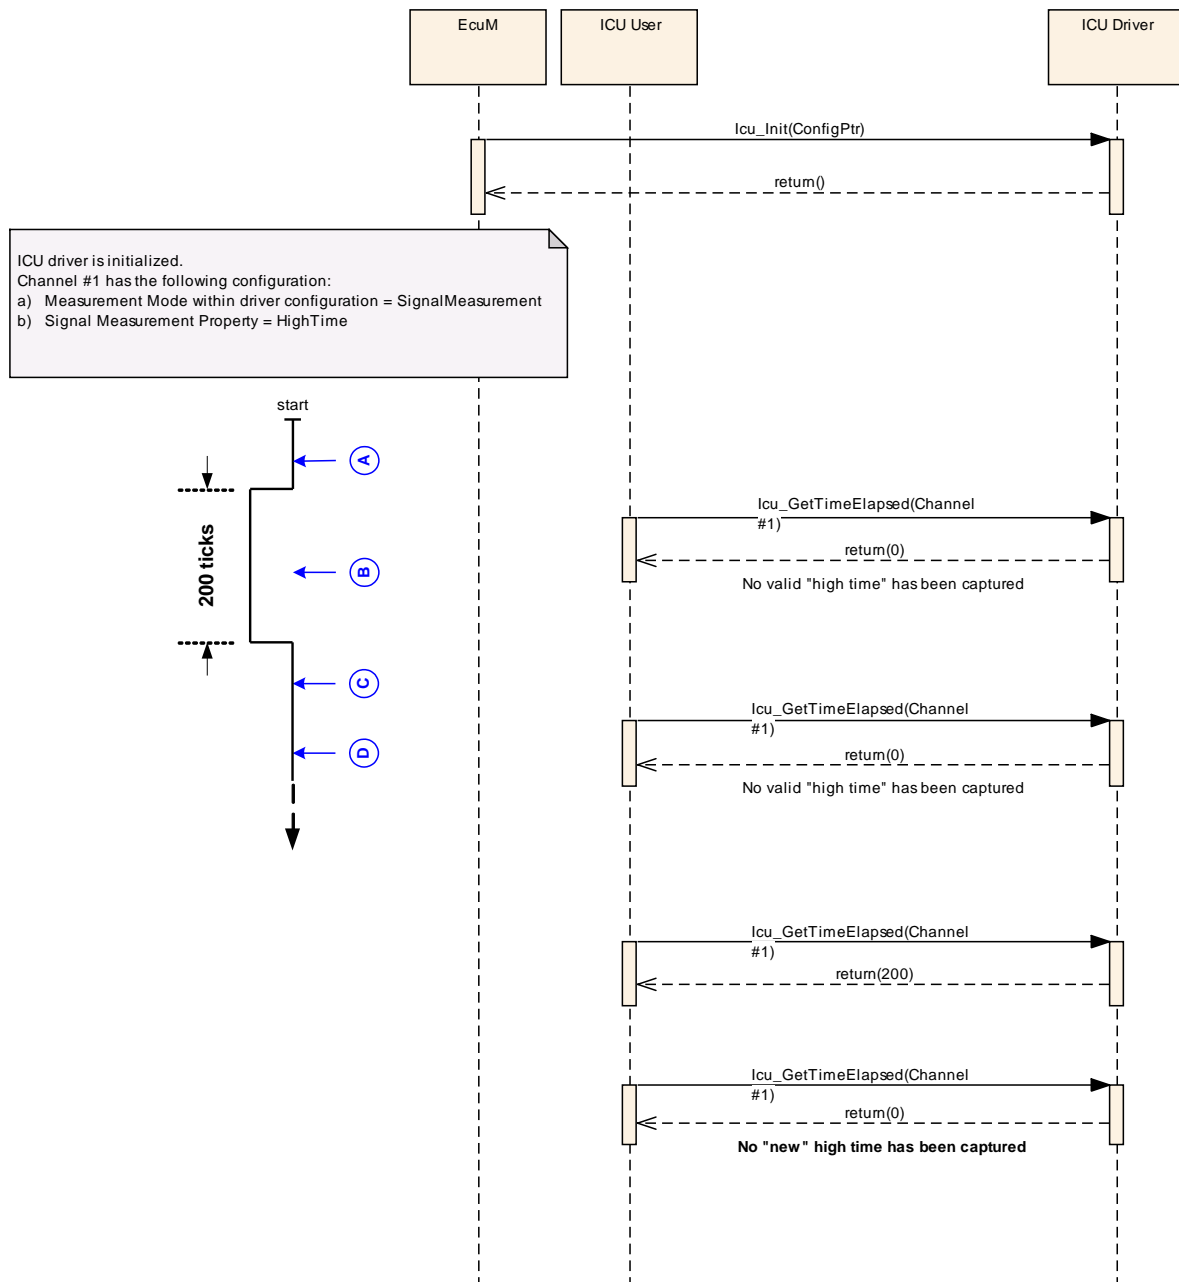 EcuM
ICU User
ICU Driver
Icu_Init(ConfigPtr)
return()
ICU driver is initialized.
Channel #1 has the following configuration:
a) Measurement Mode within driver configuration = SignalMeasurement
b) Signal Measurement Property = HighTime
start
A
200 ticks
B
C
D
Icu_GetTimeElapsed(Channel
#1)
return(0)
No valid "high time" has been captured
Icu_GetTimeElapsed(Channel
#1)
return(0)
No valid "high time" has been captured
Icu_GetTimeElapsed(Channel
#1)
return(200)
Icu_GetTimeElapsed(Channel
#1)
return(0)
No "new" high time has been captured